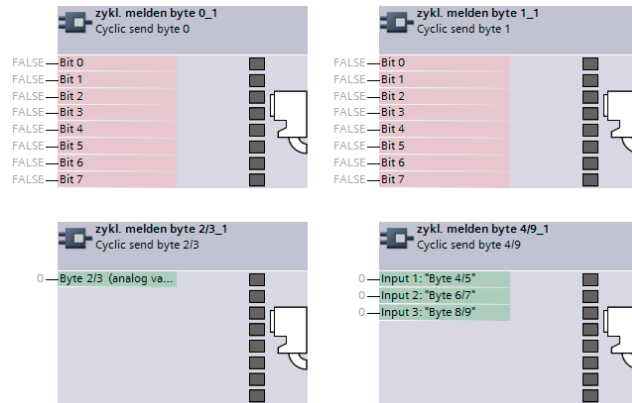 zykl. melden byte 0_1
Cyclic send byte 0
FALSE Bit 0
FALSE Bit 1
FALSE Bit 2
FALSE Bit 3
FALSE Bit 4
FALSE Bit 5
FALSE Bit 6
FALSE Bit 7
zykl. melden byte 1_1
Cyclic send byte 1
FALSE Bit 0
FALSE Bit 1
FALSE Bit 2
FALSE Bit 3
FALSE Bit 4
FALSE Bit 5
FALSE Bit 6
FALSE Bit 7
zykl. melden byte 2/3_1
Cyclic send byte 2/3
0 Byte 2/3 (analog va...
zykl. melden byte 4/9_1
Cyclic send byte 4/9
0 Input 1: "Byte 4/5"
0 Input 2: "Byte 6/7"
0 Input 3: "Byte 8/9"